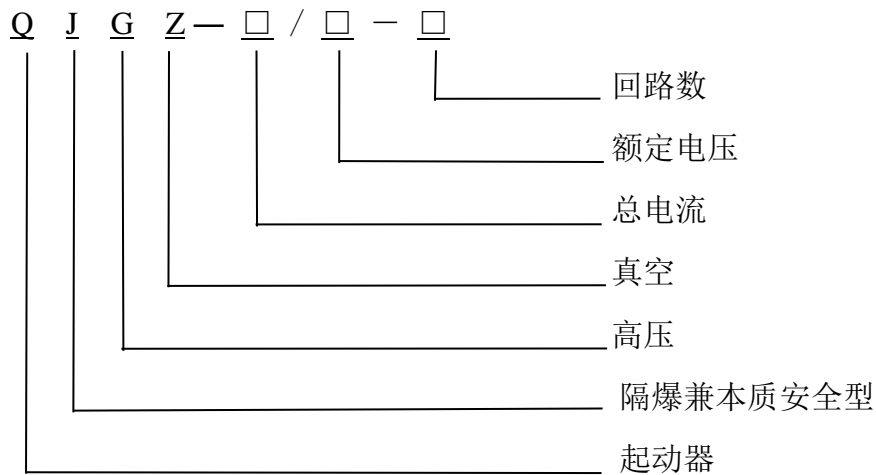 Q J G Z — □ / □ － □
回路数
额定电压
总电流
真空
高压
隔爆兼本质安全型
起动器